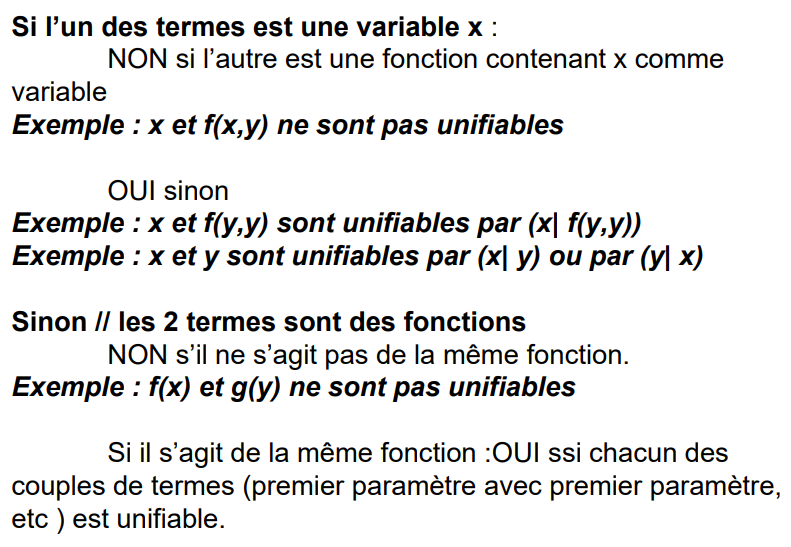 Si l’un des termes est une variable x :
NON si l’autre est une fonction contenant x comme
variable
Exemple : x et f(x,y) ne sont pas unifiables
OUI sinon
Exemple : x et f(y,y) sont unifiables par (x| f(y,y))
Exemple : x et y sont unifiables par (x| y) ou par (y| x)
Sinon // les 2 termes sont des fonctions
NON s’il ne s’agit pas de la même fonction.
Exemple : f(x) et g(y) ne sont pas unifiables
Si il s’agit de la même fonction :OUI ssi chacun des
couples de termes (premier paramètre avec premier paramètre,
etc ) est unifiable.